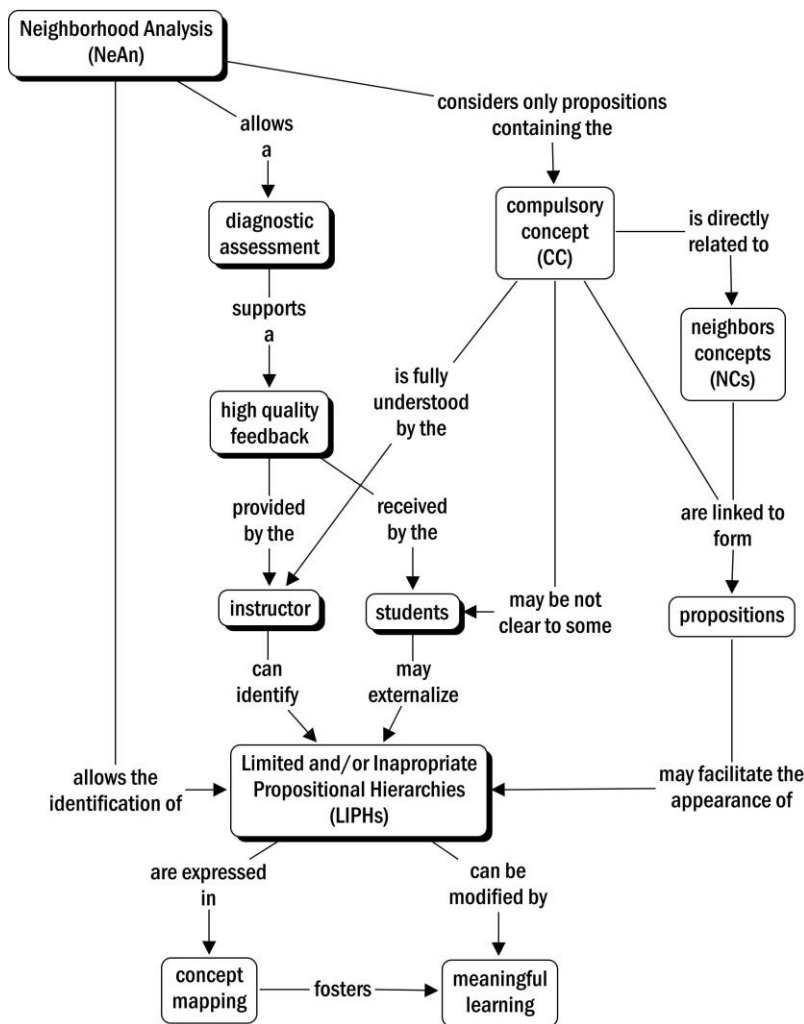 Neighborhood Analysis
(NeAn)
considers only propositions
containing the
allows
a
compulsory
concept
(CC)
is directly
related to
diagnostic
assessment
supports
a
neighbors
concepts
(NCs)
is fully
understood
by the
high quality
feedback
provided
by the
received
by the
are linked to
form
instructor
students
may be not
clear to some
propositions
can
identify
may
externalize
allows the
identification of
Limited and/or Inapropriate
Propositional Hierarchies
(LIPHs)
may facilitate the
appearance of
are expressed
in
can be
modified by
concept
mapping
fosters
meaningful
learning